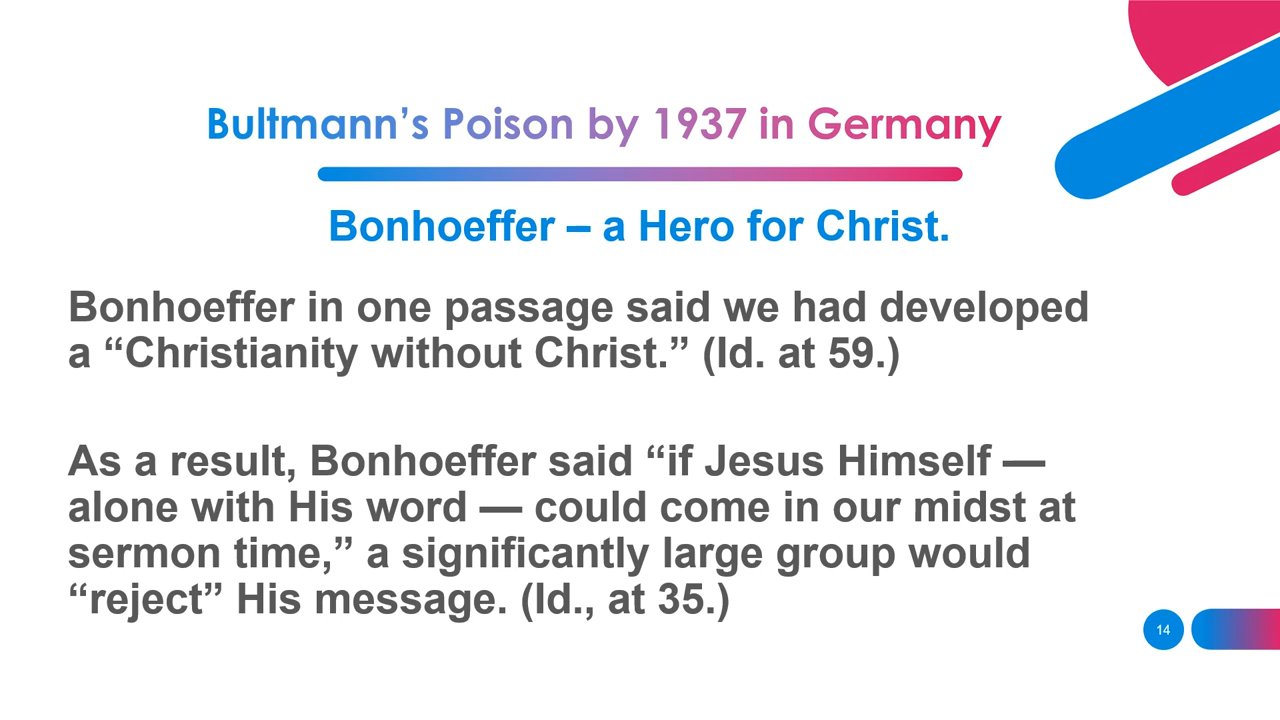 Bultmann’s Poison by 1937 in Germany
Bonhoeffer – a Hero for Christ.
Bonhoeffer in one passage said we had developed
a “Christianity without Christ.” (Id. at 59.)
As a result, Bonhoeffer said “if Jesus Himself —
alone with His word — could come in our midst at
sermon time,” a significantly large group would
“reject” His message. (Id., at 35.)
14